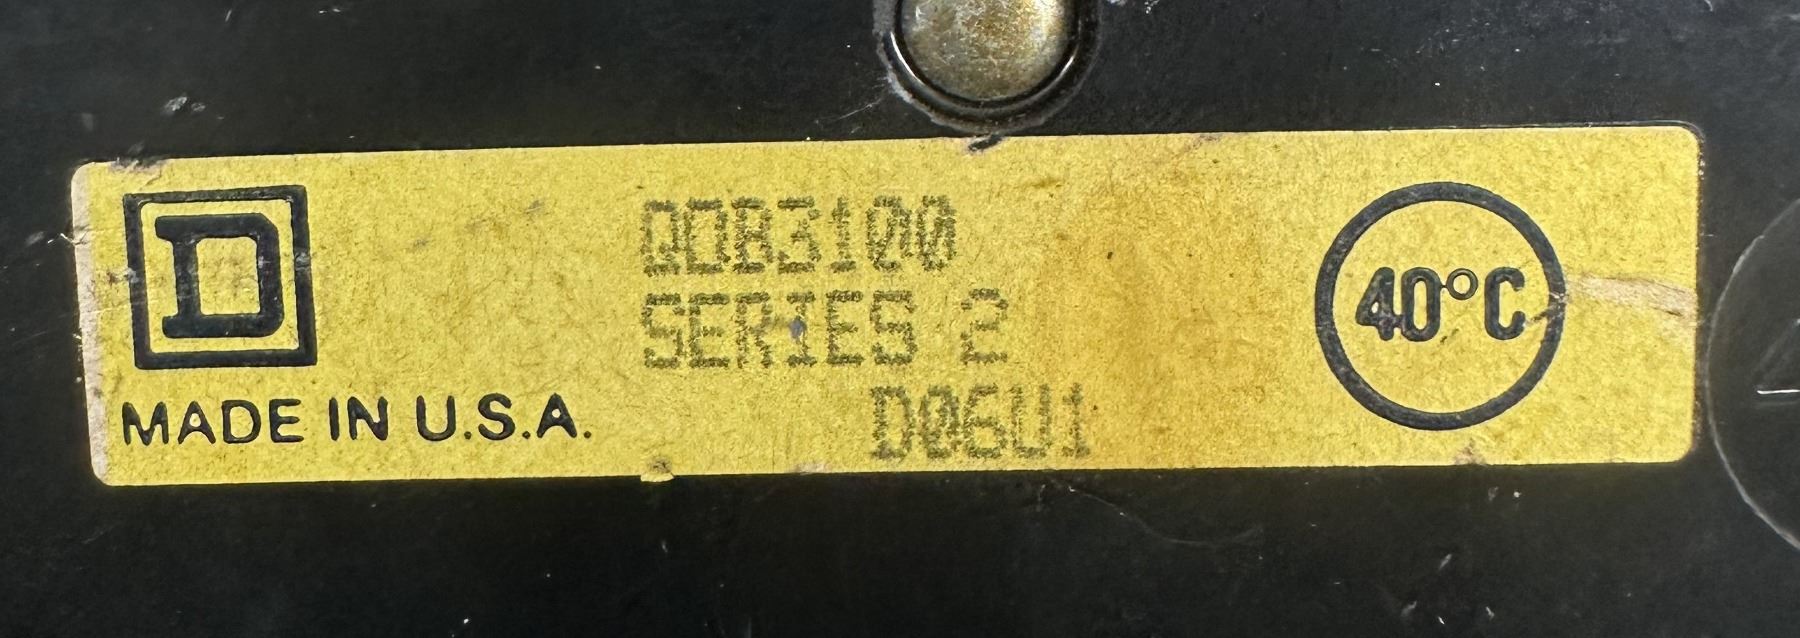 D
QDB3100
SERIES 2
MADE IN U.S.A.
D06U1
40°C